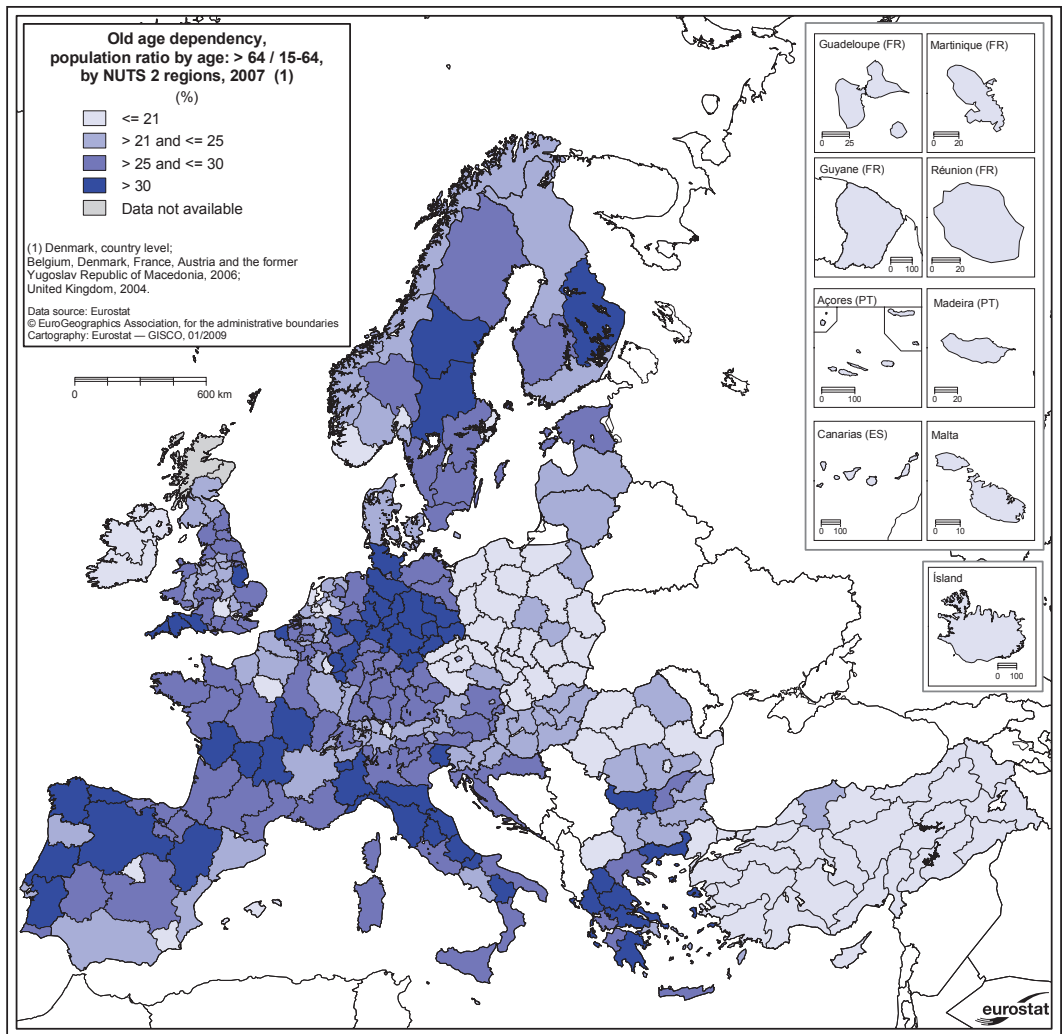 Old age dependency,
population ratio by age: > 64 / 15-64,
by NUTS 2 regions, 2007 (1)
(%)
<= 21
> 21 and <= 25
> 25 and <= 30
> 30
Data not available
(1) Denmark, country level;
Belgium, Denmark, France, Austria and the former
Yugoslav Republic of Macedonia, 2006;
United Kingdom, 2004.
Data source: Eurostat
© EuroGeographics Association, for the administrative boundaries
Cartography: Eurostat — GISCO, 01/2009
0 600 km
Guadeloupe (FR)
0 25
Martinique (FR)
0 20
Guyane (FR)
0 100
Réunion (FR)
0 20
Açores (PT)
0 100
Madeira (PT)
0 20
Canarias (ES)
0 100
Malta
0 10
Ísland
0 100
eurostat